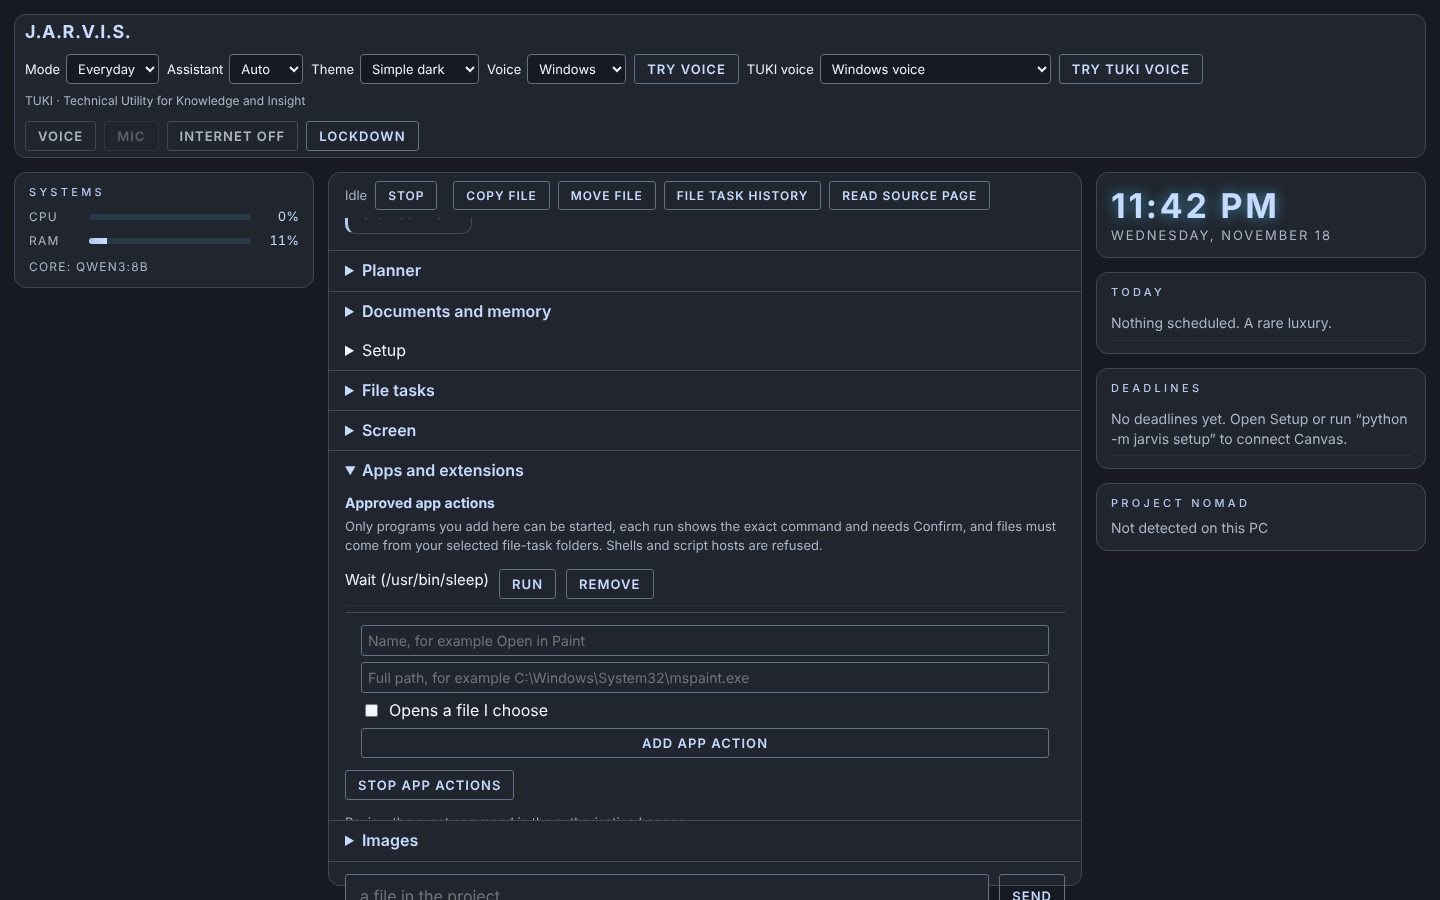 J.A.R.V.I.S.
Mode Everyday Assistant Auto Theme Simple dark Voice Windows TRY VOICE TUKI voice Windows voice TRY TUKI VOICE
TUKI · Technical Utility for Knowledge and Insight
VOICE MIC INTERNET OFF LOCKDOWN
SYSTEMS
CPU 0%
RAM 11%
CORE: QWEN3:8B
Idle STOP COPY FILE MOVE FILE FILE TASK HISTORY READ SOURCE PAGE
Planner
Documents and memory
Setup
File tasks
Screen
Apps and extensions
Approved app actions
Only programs you add here can be started, each run shows the exact command and needs Confirm, and files must
come from your selected file-task folders. Shells and script hosts are refused.
Wait (/usr/bin/sleep) RUN REMOVE
Name, for example Open in Paint
Full path, for example C:\Windows\System32\mspaint.exe
Opens a file I choose
ADD APP ACTION
STOP APP ACTIONS
Images
a file in the project
SEND
11:42 PM
WEDNESDAY, NOVEMBER 18
TODAY
Nothing scheduled. A rare luxury.
DEADLINES
No deadlines yet. Open Setup or run “python
-m jarvis setup” to connect Canvas.
PROJECT NOMAD
Not detected on this PC